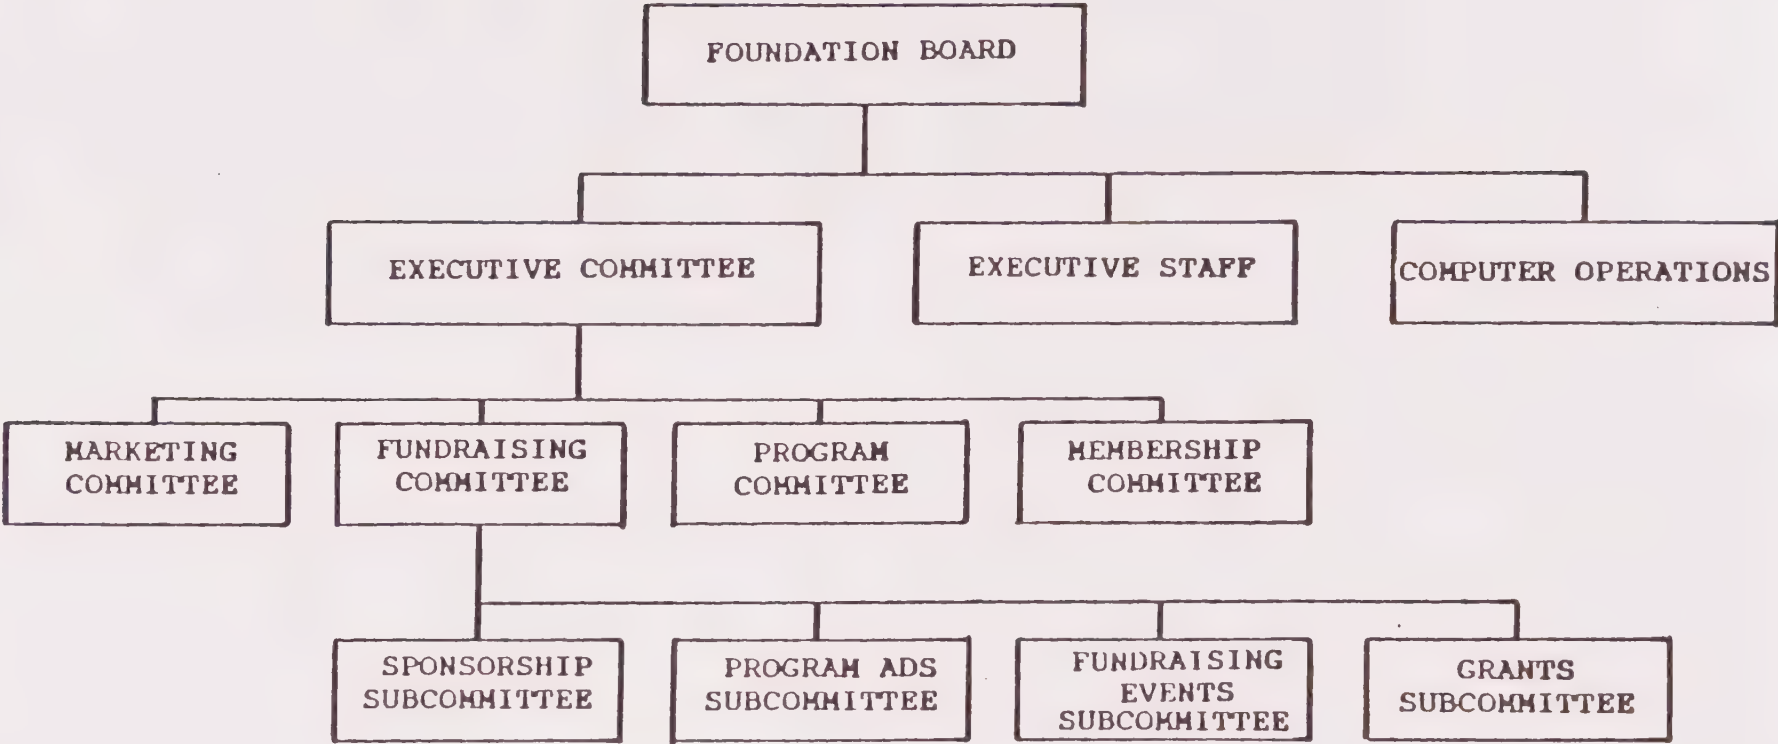 FOUNDATION BOARD
EXECUTIVE COMMITTEE
EXECUTIVE STAFF
COMPUTER OPERATIONS
MARKETING
COMMITTEE
FUNDRAISING
COMMITTEE
PROGRAM
COMMITTEE
MEMBERSHIP
COMMITTEE
SPONSORSHIP
SUBCOMMITTEE
PROGRAM ADS
SUBCOMMITTEE
FUNDRAISING
EVENTS
SUBCOMMITTEE
GRANTS
SUBCOMMITTEE